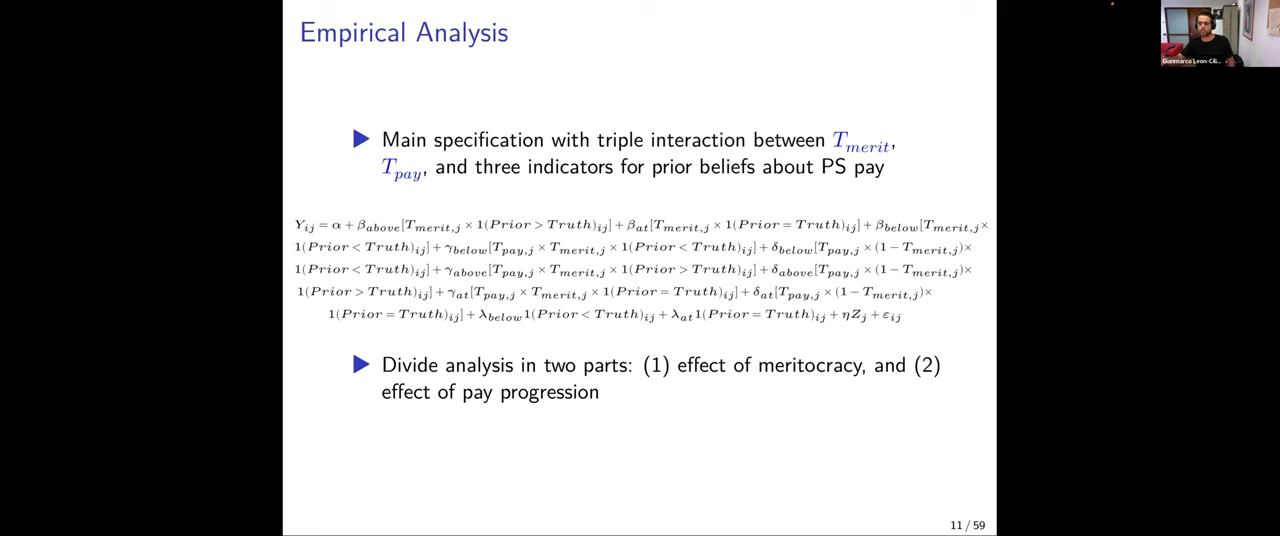 Empirical Analysis
Gianmarco Leon-Cili...
▶ Main specification with triple interaction between T_merit,
T_pay, and three indicators for prior beliefs about PS pay
Y_ij = α + β_above[T_merit,j × 1(Prior > Truth)_ij] + β_at[T_merit,j × 1(Prior = Truth)_ij] + β_below[T_merit,j ×
1(Prior < Truth)_ij] + γ_below[T_pay,j × T_merit,j × 1(Prior < Truth)_ij] + δ_below[T_pay,j × (1 − T_merit,j) ×
1(Prior < Truth)_ij] + γ_above[T_pay,j × T_merit,j × 1(Prior > Truth)_ij] + δ_above[T_pay,j × (1 − T_merit,j) ×
1(Prior > Truth)_ij] + γ_at[T_pay,j × T_merit,j × 1(Prior = Truth)_ij] + δ_at[T_pay,j × (1 − T_merit,j) ×
1(Prior = Truth)_ij] + λ_below1(Prior < Truth)_ij + λ_at1(Prior = Truth)_ij + ηZ_j + ε_ij
▶ Divide analysis in two parts: (1) effect of meritocracy, and (2)
effect of pay progression
11 / 59